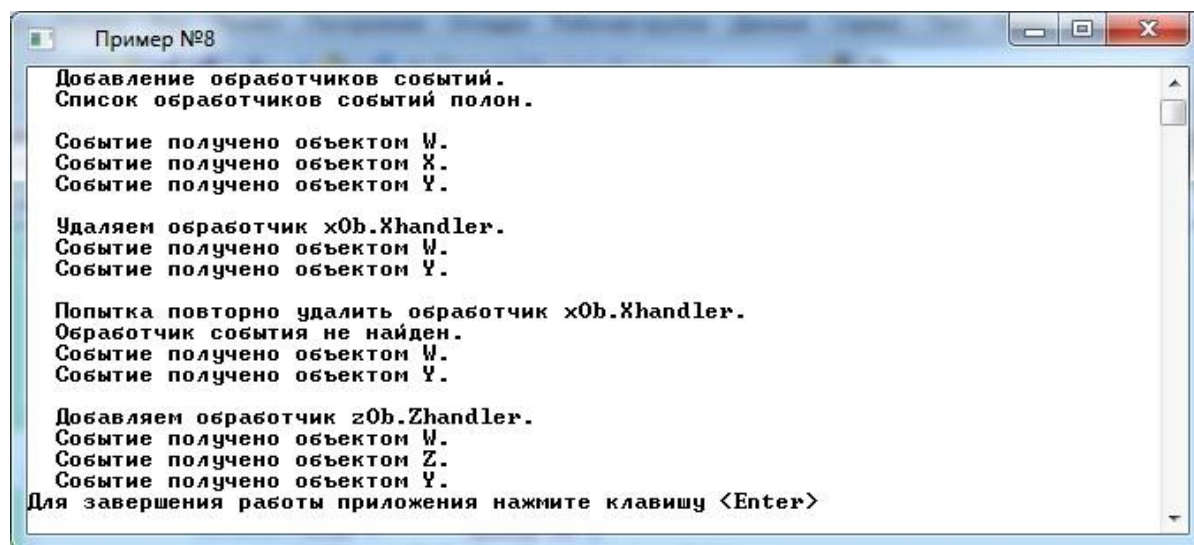 Пример №8
Добавление обработчиков событий.
Список обработчиков событий полон.
Событие получено объектом W.
Событие получено объектом X.
Событие получено объектом Y.
Удаляем обработчик xOb.Xhandler.
Событие получено объектом W.
Событие получено объектом Y.
Попытка повторно удалить обработчик xOb.Xhandler.
Обработчик события не найден.
Событие получено объектом W.
Событие получено объектом Y.
Добавляем обработчик zOb.Zhandler.
Событие получено объектом W.
Событие получено объектом Z.
Событие получено объектом Y.
Для завершения работы приложения нажмите клавишу <Enter>